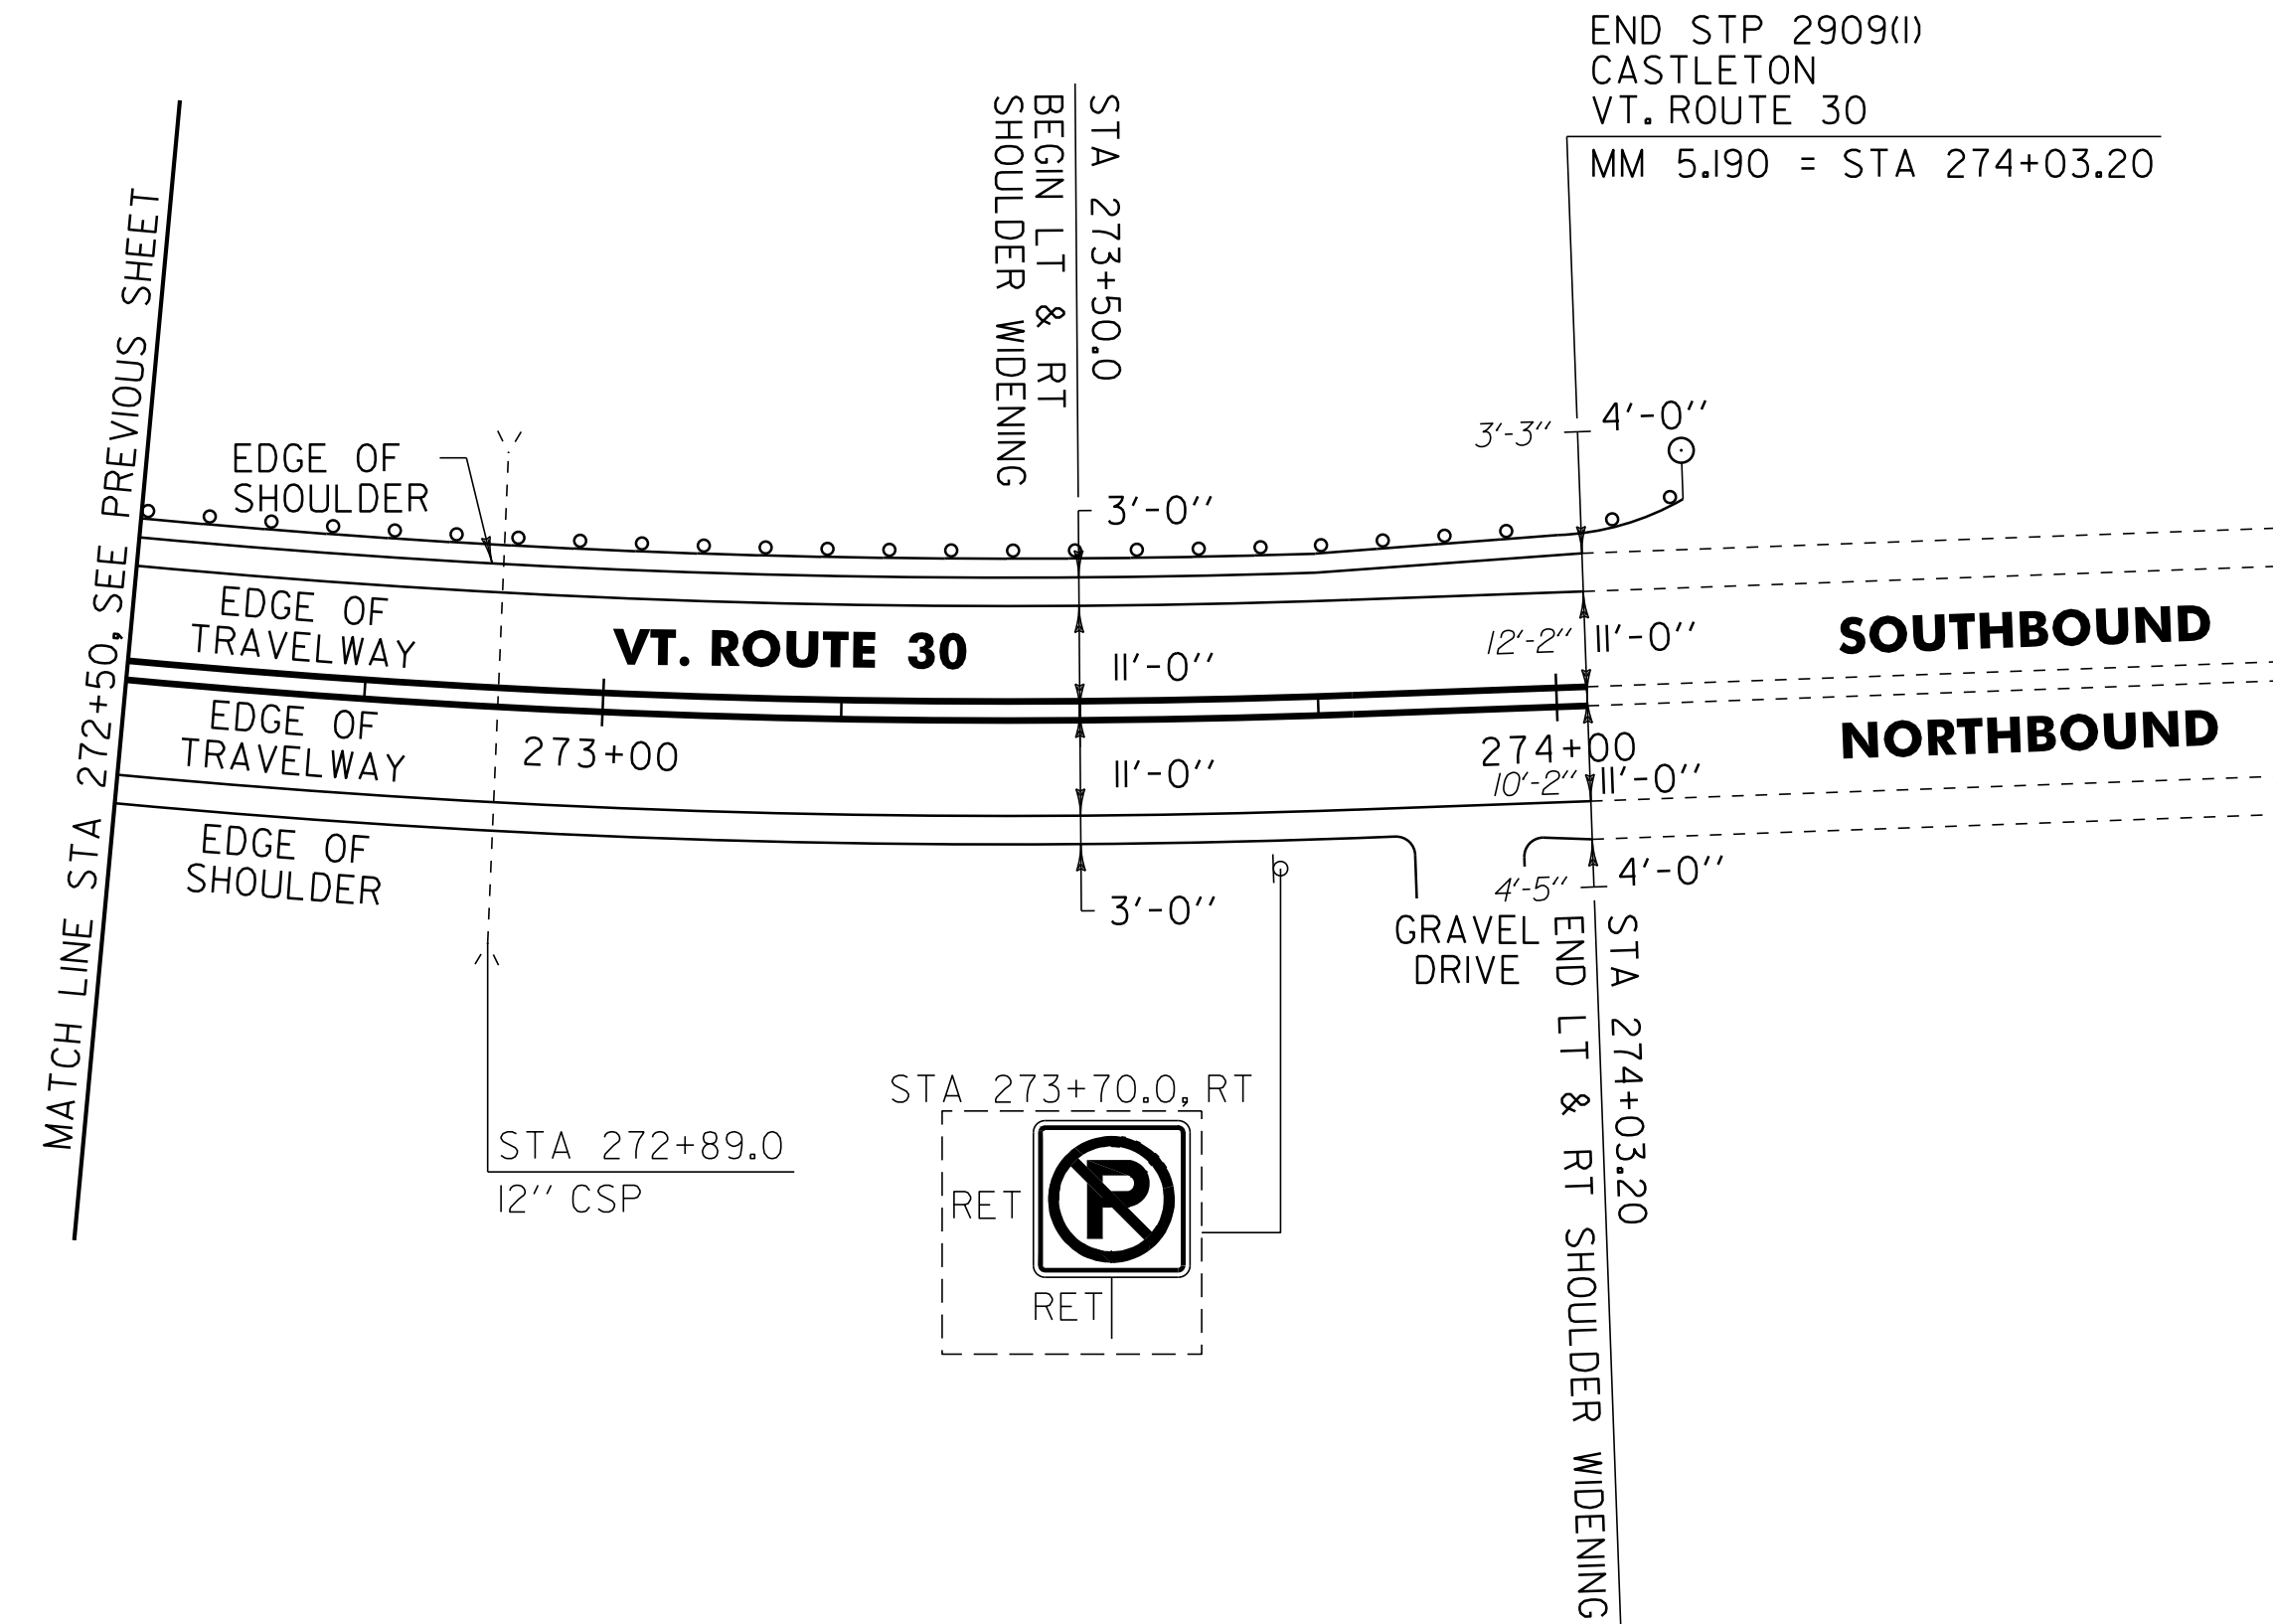 END STP 2909(1)
CASTLETON
VT. ROUTE 30
MM 5.190 = STA 274+03.20
STA 273+50.0
BEGIN LT & RT
SHOULDER WIDENING
MATCH LINE STA 272+50, SEE PREVIOUS SHEET
EDGE OF
SHOULDER
3'-0''
3'-3''
4'-0''
EDGE OF
TRAVELWAY
VT. ROUTE 30
11'-0''
12'-2''
11'-0''
SOUTHBOUND
EDGE OF
TRAVELWAY
273+00
11'-0''
274+00
10'-2''
11'-0''
NORTHBOUND
EDGE OF
SHOULDER
3'-0''
4'-5''
4'-0''
GRAVEL
DRIVE
STA 274+03.20
END LT & RT SHOULDER WIDENING
STA 273+70.0, RT
RET
P
RET
STA 272+89.0
12'' CSP